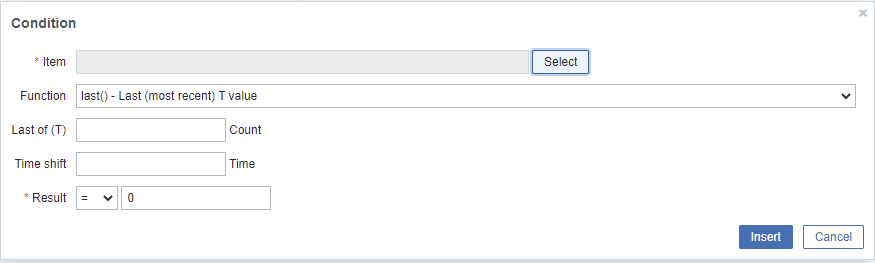 Condition
×
* Item Select
Function last() - Last (most recent) T value
Last of (T) Count
Time shift Time
* Result = 0
Insert Cancel